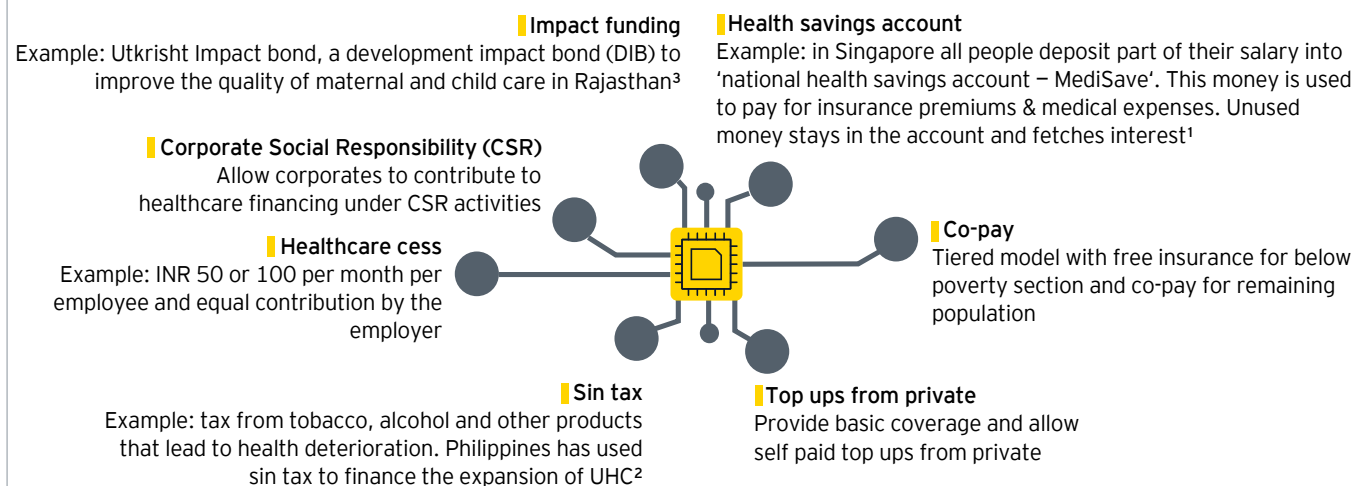 Impact funding
Example: Utkrisht Impact bond, a development impact bond (DIB) to
improve the quality of maternal and child care in Rajasthan³
Health savings account
Example: in Singapore all people deposit part of their salary into
‘national health savings account – MediSave‘. This money is used
to pay for insurance premiums & medical expenses. Unused
money stays in the account and fetches interest¹
Corporate Social Responsibility (CSR)
Allow corporates to contribute to
healthcare financing under CSR activities
Healthcare cess
Example: INR 50 or 100 per month per
employee and equal contribution by the
employer
Co-pay
Tiered model with free insurance for below
poverty section and co-pay for remaining
population
Sin tax
Example: tax from tobacco, alcohol and other products
that lead to health deterioration. Philippines has used
sin tax to finance the expansion of UHC²
Top ups from private
Provide basic coverage and allow
self paid top ups from private